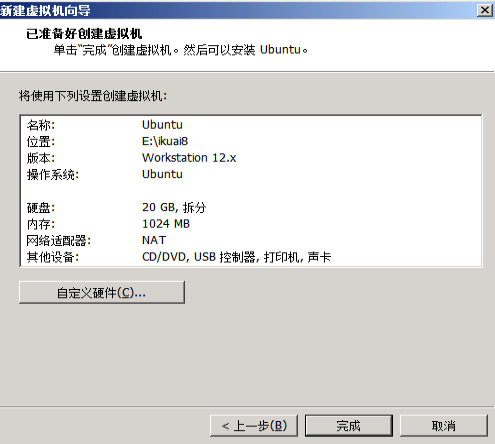 新建虚拟机向导
已准备好创建虚拟机
单击"完成"创建虚拟机。然后可以安装 Ubuntu。
将使用下列设置创建虚拟机:
名称: Ubuntu
位置: E:\ikuai8
版本: Workstation 12.x
操作系统: Ubuntu
硬盘: 20 GB, 拆分
内存: 1024 MB
网络适配器: NAT
其他设备: CD/DVD, USB 控制器, 打印机, 声卡
自定义硬件(C)...
< 上一步(B) 完成 取消